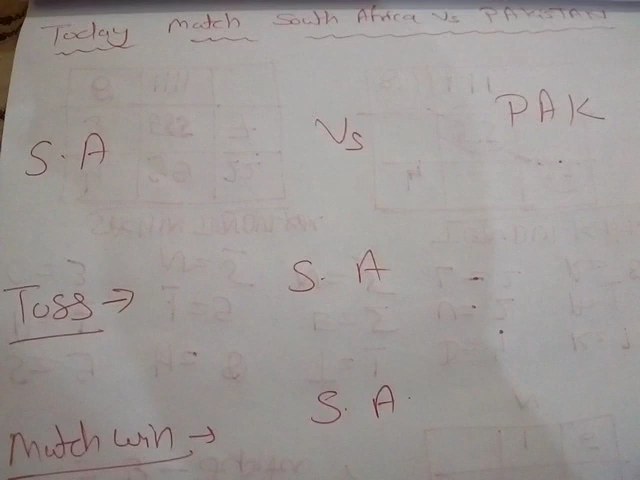 Today Match South Africa Vs PAKISTAN
S.A Vs PAK
Toss → S. A
Match Win → S. A.